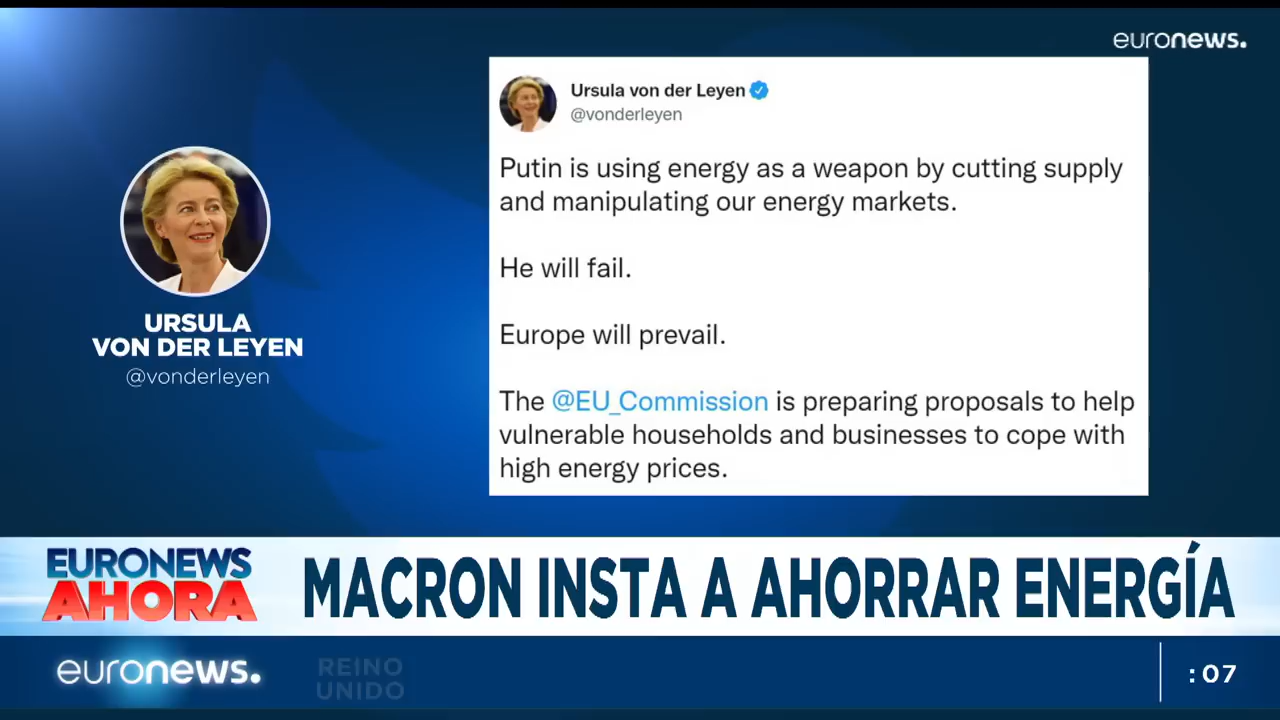 euronews.
Ursula von der Leyen
@vonderleyen
Putin is using energy as a weapon by cutting supply
and manipulating our energy markets.
He will fail.
Europe will prevail.
The @EU_Commission is preparing proposals to help
vulnerable households and businesses to cope with
high energy prices.
URSULA
VON DER LEYEN
@vonderleyen
EURONEWS
AHORA
MACRON INSTA A AHORRAR ENERGÍA
euronews.
REINO
UNIDO
:07